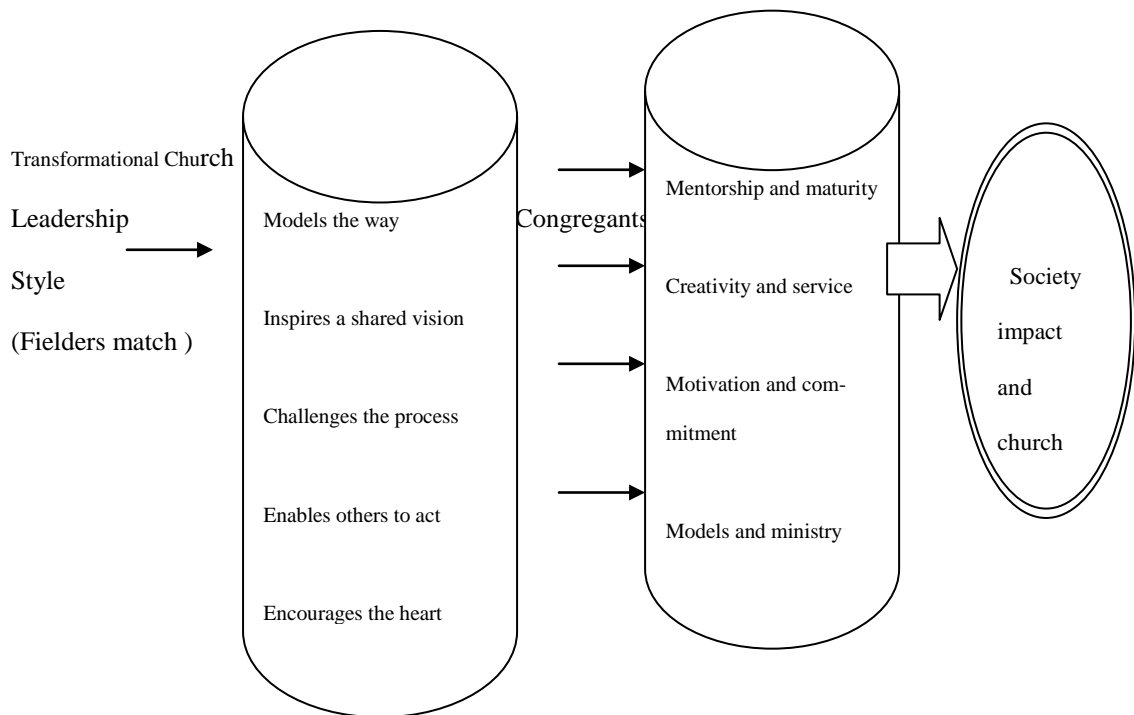 Transformational Church
Leadership
Style
(Fielders match )
Models the way
Inspires a shared vision
Challenges the process
Enables others to act
Encourages the heart
Congregants
Mentorship and maturity
Creativity and service
Motivation and com-
mitment
Models and ministry
Society
impact
and
church